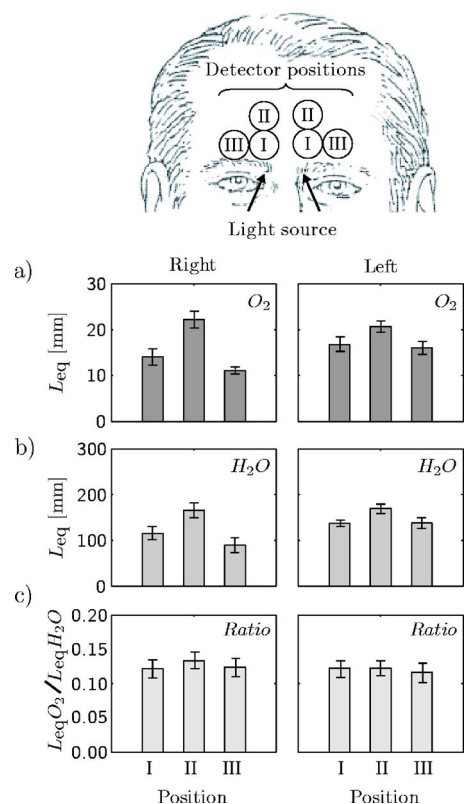 Detector positions
II II
III I I III
Light source
a) Right Left
30
20
10
0
Leq [mm]
O2 O2
b)
300
200
100
0
Leq [mm]
H2O H2O
c)
0.20
0.15
0.10
0.05
0.00
LeqO2/LeqH2O
Ratio Ratio
I II III I II III
Position Position